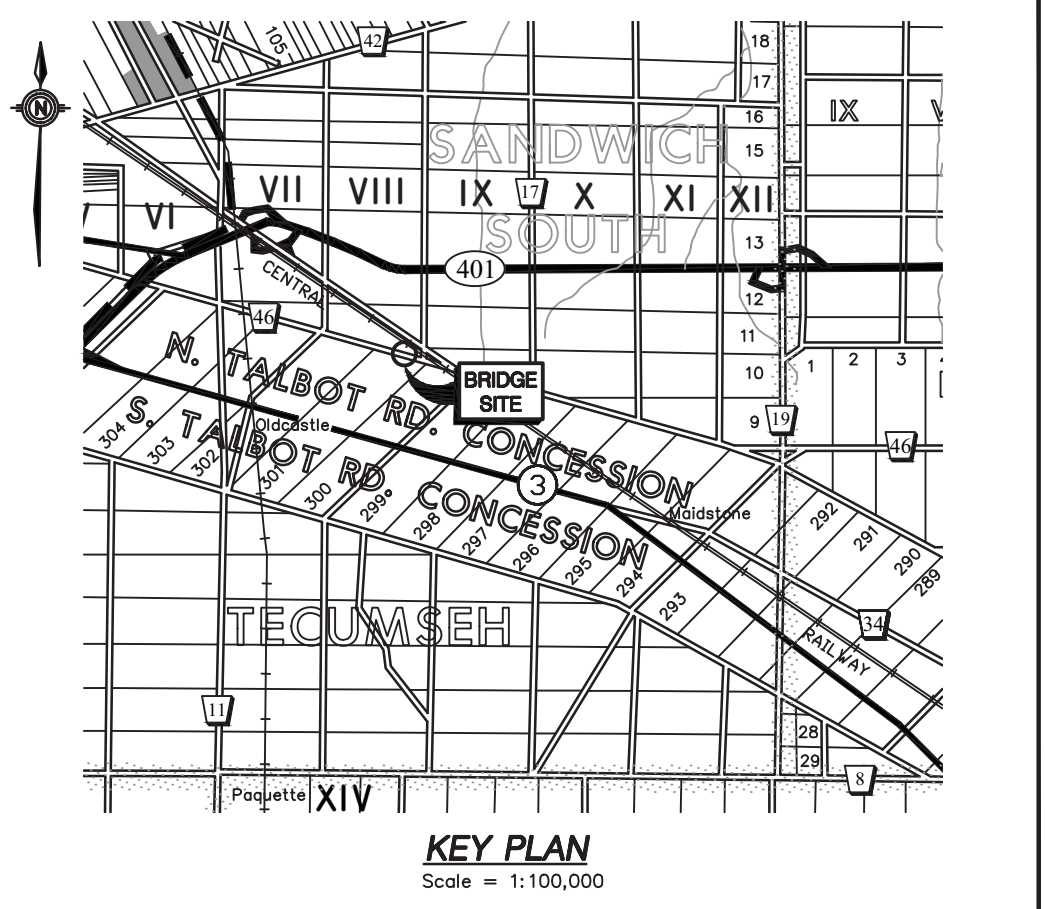 42
105
18
17
16
15
13
12
11
10
9
N
SANDWICH
SOUTH
VI
VII
VIII
IX
17
X
XI
XII
IX
401
CENTRAL
46
N. TALBOT RD. CONCESSION
S. TALBOT RD CONCESSION
BRIDGE
SITE
Oldcastle
3
Maidstone
1
2
3
19
46
304
303
302
301
300
299
298
297
296
295
294
293
292
291
290
289
34
RAILWAY
TECUMSEH
11
28
29
8
Paquette
XIV
KEY PLAN
Scale = 1:100,000